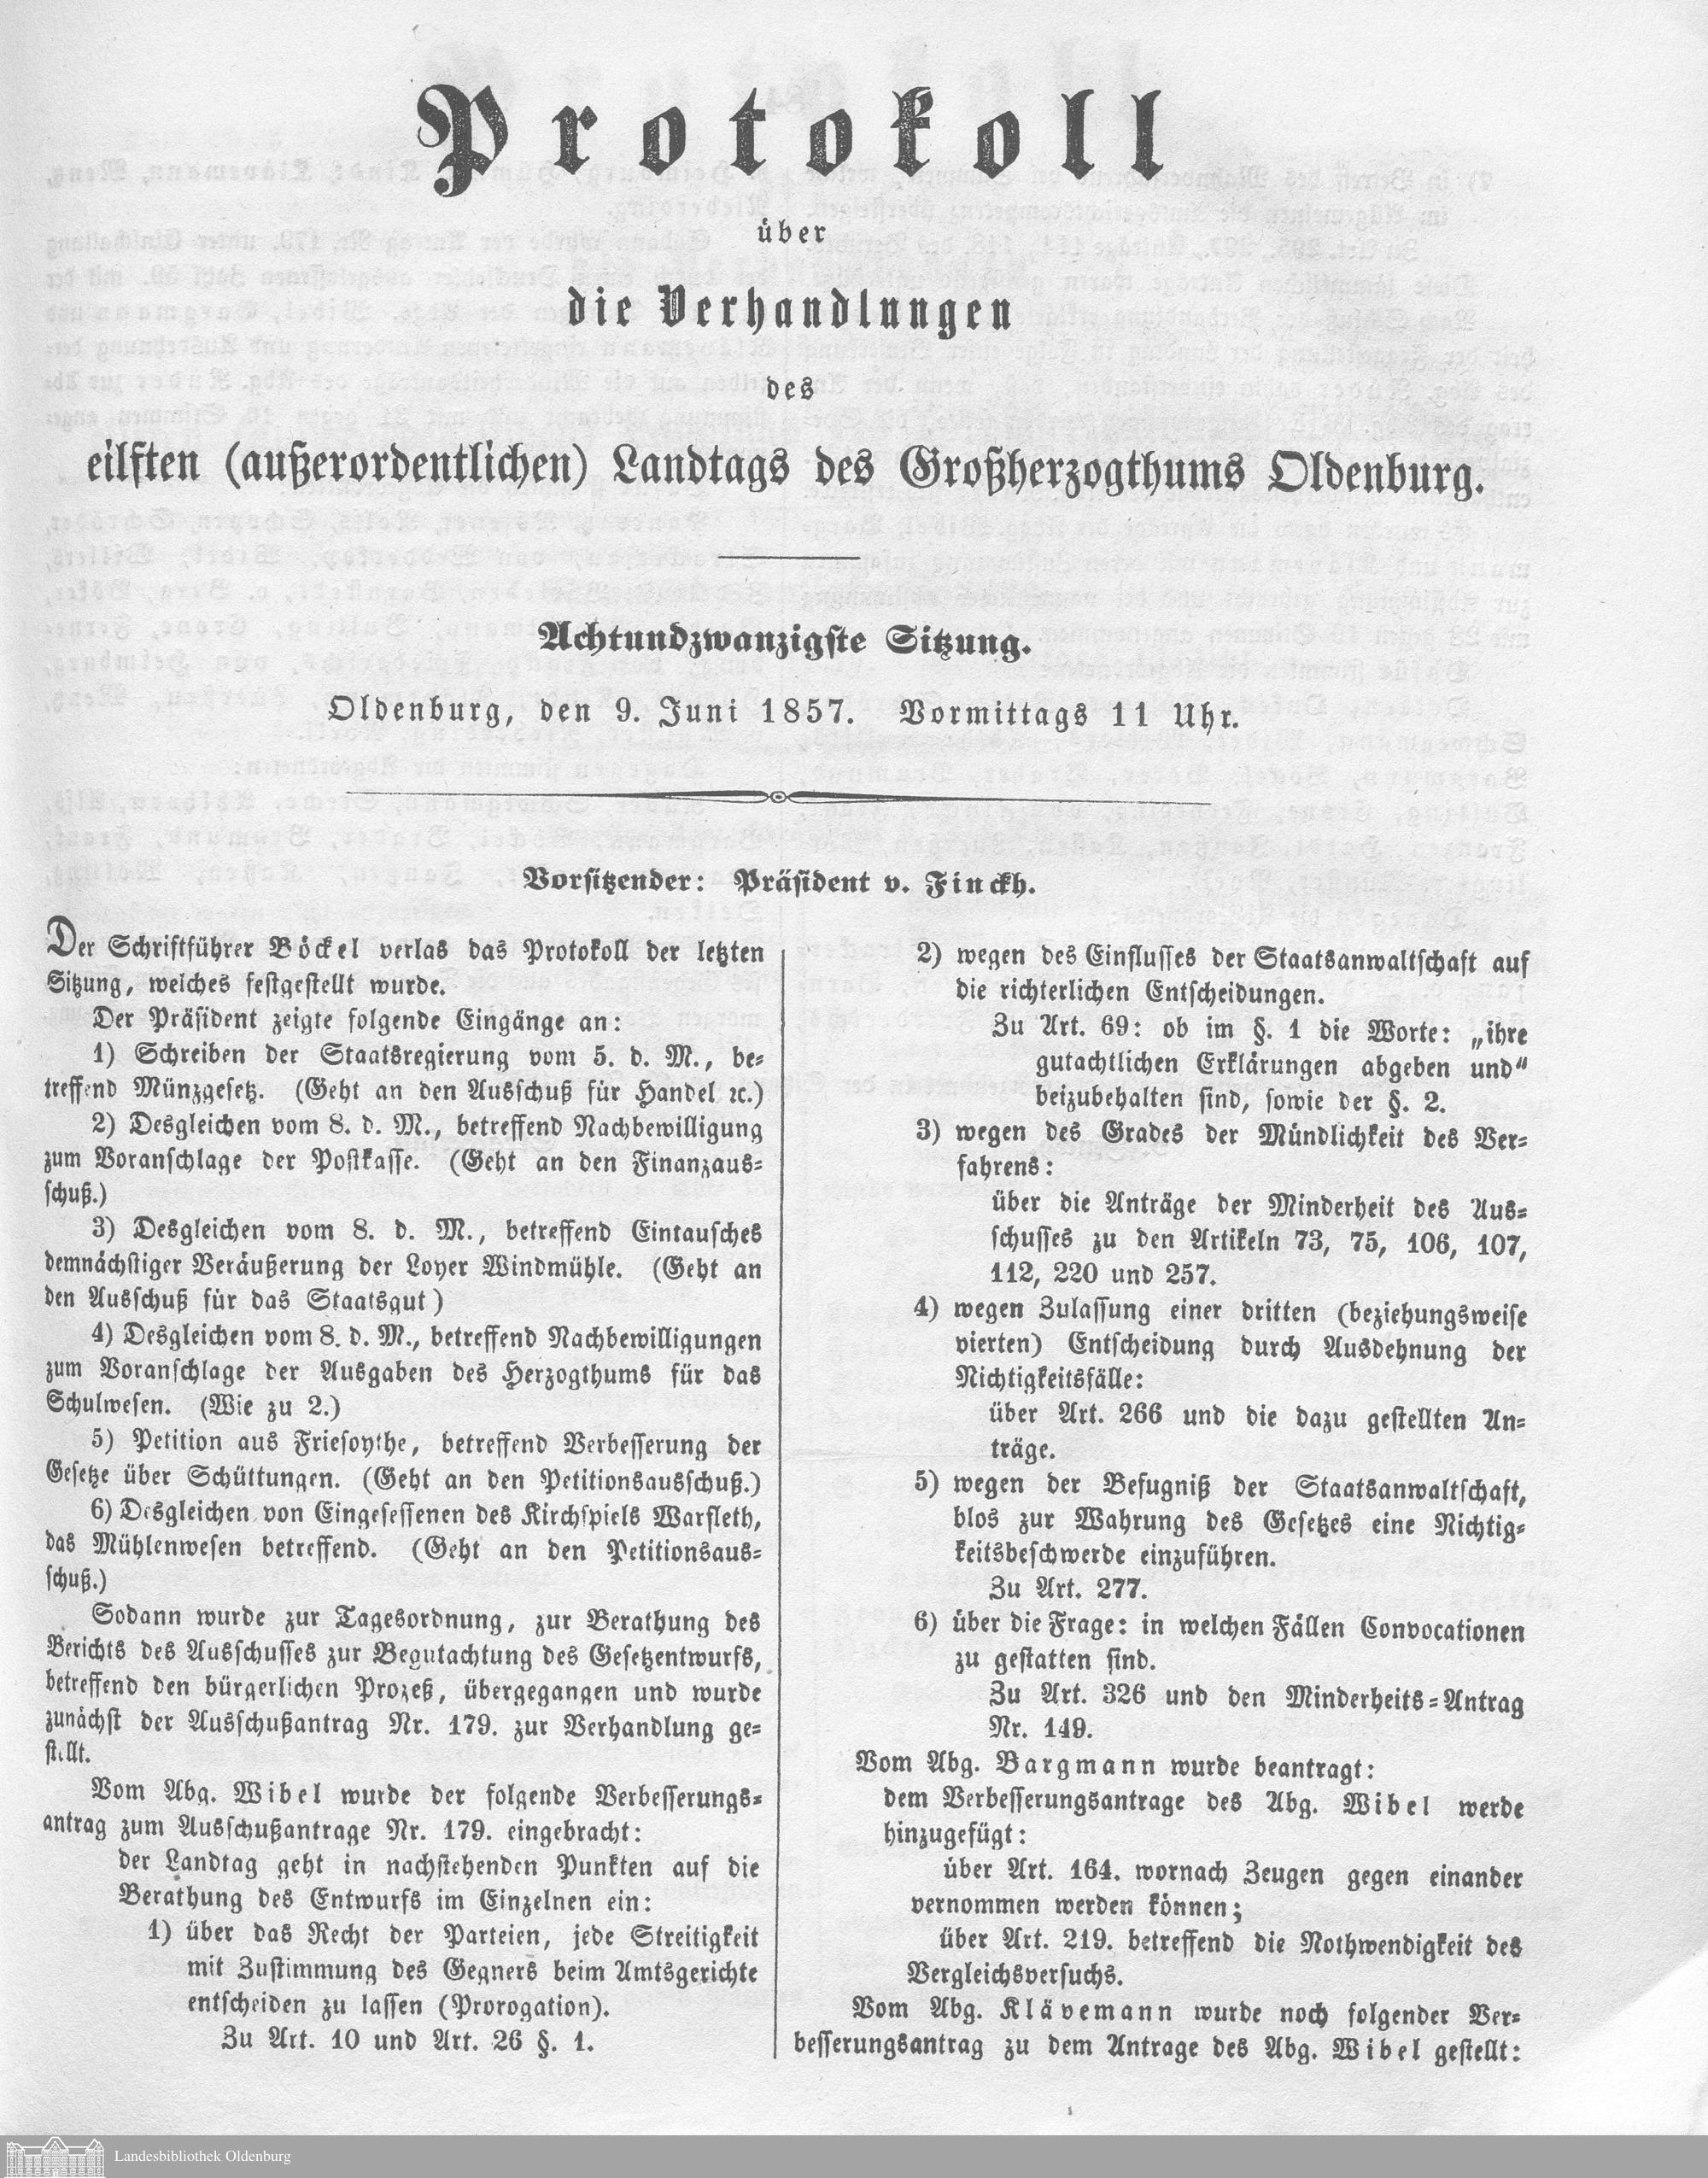 Protokoll
über
die Verhandlungen
des
eilften (außerordentlichen) Landtags des Großherzogthums Oldenburg.
Achtundzwanzigste Sitzung.
Oldenburg, den 9. Juni 1857. Vormittags 11 Uhr.
Vorsitzender: Präsident v. Finckh.
Der Schriftführer Böckel verlas das Protokoll der letzten
Sitzung, welches festgestellt wurde.
Der Präsident zeigte folgende Eingänge an:
1) Schreiben der Staatsregierung vom 5. d. M., be-
treffend Münzgesetz. (Geht an den Ausschuß für Handel ꝛc.)
2) Desgleichen vom 8. d. M., betreffend Nachbewilligung
zum Voranschlage der Postkasse. (Geht an den Finanzaus-
schuß.)
3) Desgleichen vom 8. d. M., betreffend Eintausches
demnächstiger Veräußerung der Loyer Windmühle. (Geht an
den Ausschuß für das Staatsgut)
4) Desgleichen vom 8. d. M., betreffend Nachbewilligungen
zum Voranschlage der Ausgaben des Herzogthums für das
Schulwesen. (Wie zu 2.)
5) Petition aus Friesoythe, betreffend Verbesserung der
Gesetze über Schüttungen. (Geht an den Petitionsausschuß.)
6) Desgleichen von Eingesessenen des Kirchspiels Warfleth,
das Mühlenwesen betreffend. (Geht an den Petitionsaus-
schuß.)
Sodann wurde zur Tagesordnung, zur Berathung des
Berichts des Ausschusses zur Begutachtung des Gesetzentwurfs,
betreffend den bürgerlichen Prozeß, übergegangen und wurde
zunächst der Ausschußantrag Nr. 179. zur Verhandlung ge-
stellt.
Vom Abg. Wibel wurde der folgende Verbesserungs-
antrag zum Ausschußantrage Nr. 179. eingebracht:
der Landtag geht in nachstehenden Punkten auf die
Berathung des Entwurfs im Einzelnen ein:
1) über das Recht der Parteien, jede Streitigkeit
mit Zustimmung des Gegners beim Amtsgerichte
entscheiden zu lassen (Prorogation).
Zu Art. 10 und Art. 26 §. 1.
2) wegen des Einflusses der Staatsanwaltschaft auf
die richterlichen Entscheidungen.
Zu Art. 69: ob im §. 1 die Worte: „ihre
gutachtlichen Erklärungen abgeben und“
beizubehalten sind, sowie der §. 2.
3) wegen des Grades der Mündlichkeit des Ver-
fahrens:
über die Anträge der Minderheit des Aus-
schusses zu den Artikeln 73, 75, 106, 107,
112, 220 und 257.
4) wegen Zulassung einer dritten (beziehungsweise
vierten) Entscheidung durch Ausdehnung der
Nichtigkeitsfälle:
über Art. 266 und die dazu gestellten An-
träge.
5) wegen der Befugniß der Staatsanwaltschaft,
blos zur Wahrung des Gesetzes eine Nichtig-
keitsbeschwerde einzuführen.
Zu Art. 277.
6) über die Frage: in welchen Fällen Convocationen
zu gestatten sind.
Zu Art. 326 und den Minderheits-Antrag
Nr. 149.
Vom Abg. Bargmann wurde beantragt:
dem Verbesserungsantrage des Abg. Wibel werde
hinzugefügt:
über Art. 164. wornach Zeugen gegen einander
vernommen werden können;
über Art. 219. betreffend die Nothwendigkeit des
Vergleichsversuchs.
Vom Abg. Klävemann wurde noch folgender Ver-
besserungsantrag zu dem Antrage des Abg. Wibel gestellt:
Landesbibliothek Oldenburg